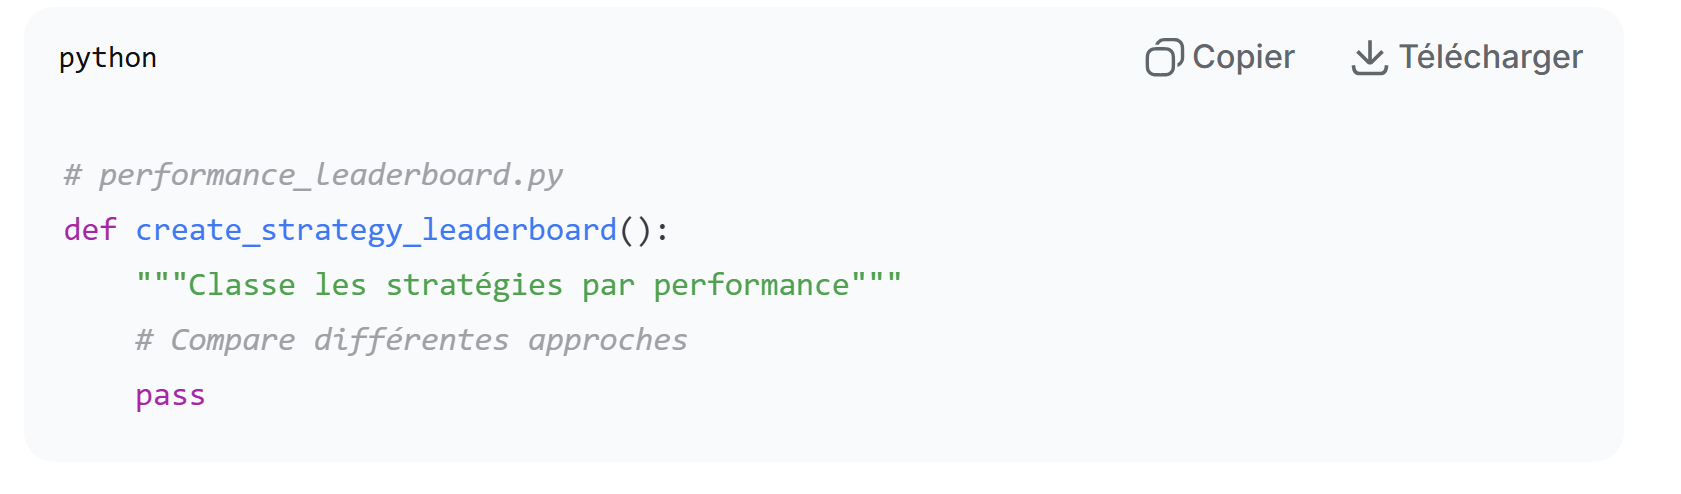 python
Copier
Télécharger
# performance_leaderboard.py
def create_strategy_leaderboard():
    """Classe les stratégies par performance"""
    # Compare différentes approches
    pass